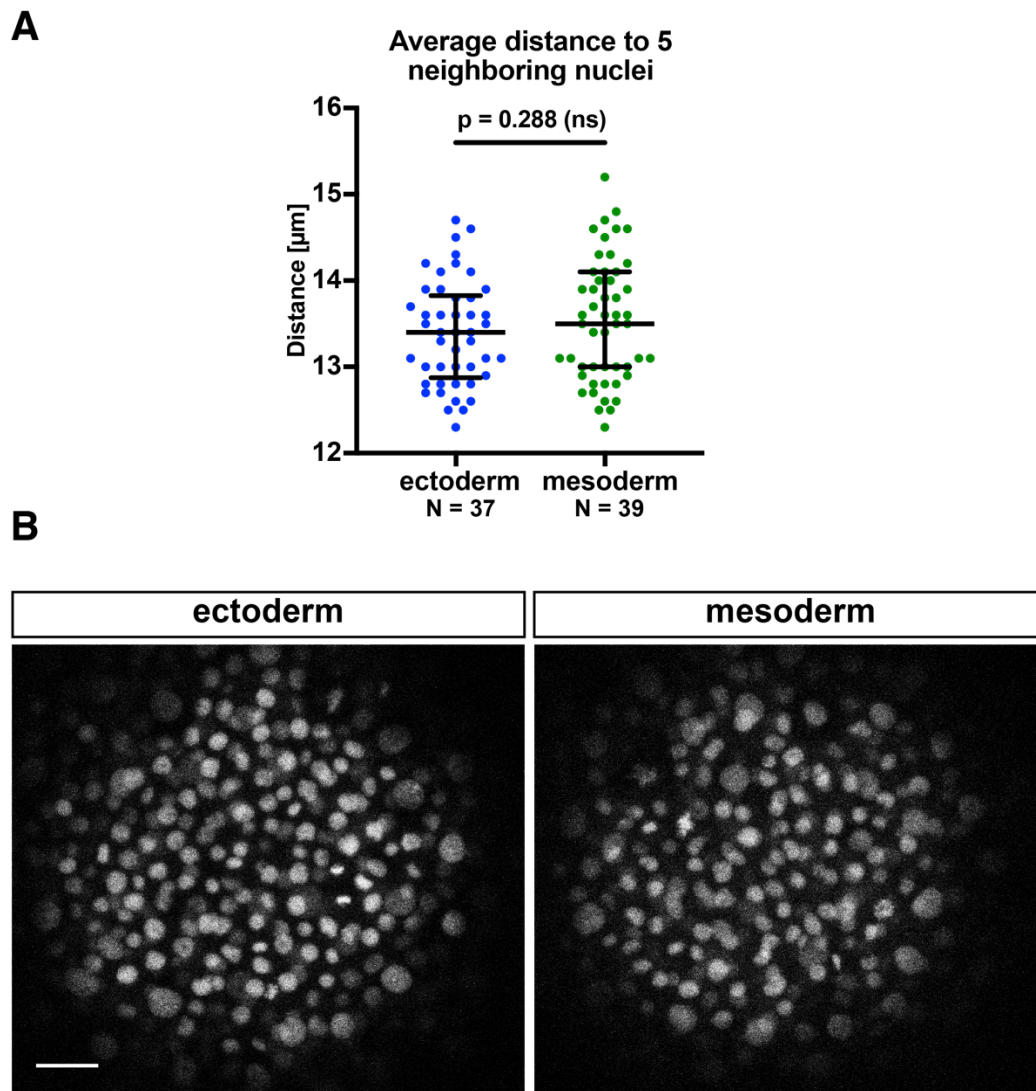 A
Average distance to 5
neighboring nuclei
p = 0.288 (ns)
16
15
14
13
12
Distance [µm]
ectoderm
mesoderm
N = 37
N = 39
B
ectoderm
mesoderm